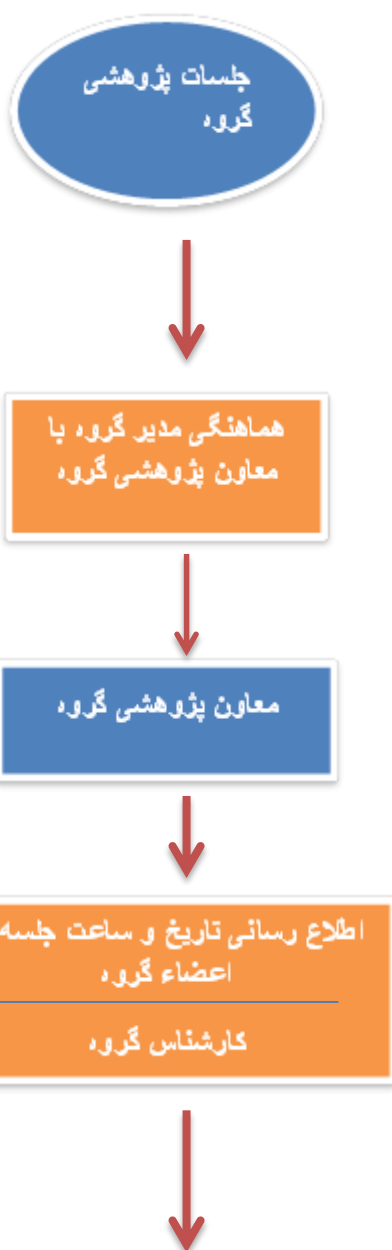 جلسات پژوهشی
گروه
هماهنگی مدیر گروه با
معاون پژوهشی گروه
معاون پژوهشی گروه
اطلاع رسانی تاریخ و ساعت جلسه
اعضاء گروه
کارشناس گروه